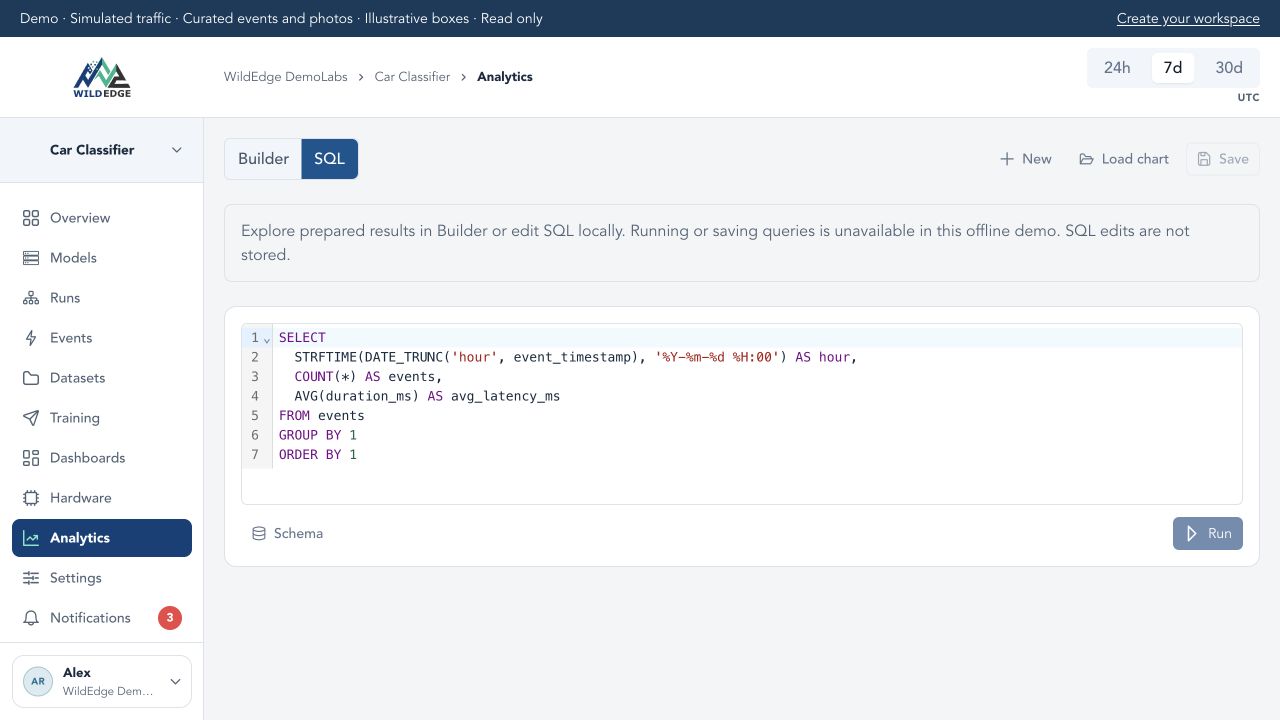 Demo · Simulated traffic · Curated events and photos · Illustrative boxes · Read only
Create your workspace
WILDEDGE
WildEdge DemoLabs > Car Classifier > Analytics
24h 7d 30d
UTC
Car Classifier
Builder SQL
New Load chart Save
Overview
Models
Runs
Events
Datasets
Training
Dashboards
Hardware
Analytics
Settings
Notifications 3
AR
Alex
WildEdge Dem…
Explore prepared results in Builder or edit SQL locally. Running or saving queries is unavailable in this offline demo. SQL edits are not
stored.
1 SELECT
2 STRFTIME(DATE_TRUNC('hour', event_timestamp), '%Y-%m-%d %H:00') AS hour,
3 COUNT(*) AS events,
4 AVG(duration_ms) AS avg_latency_ms
5 FROM events
6 GROUP BY 1
7 ORDER BY 1
Schema
Run